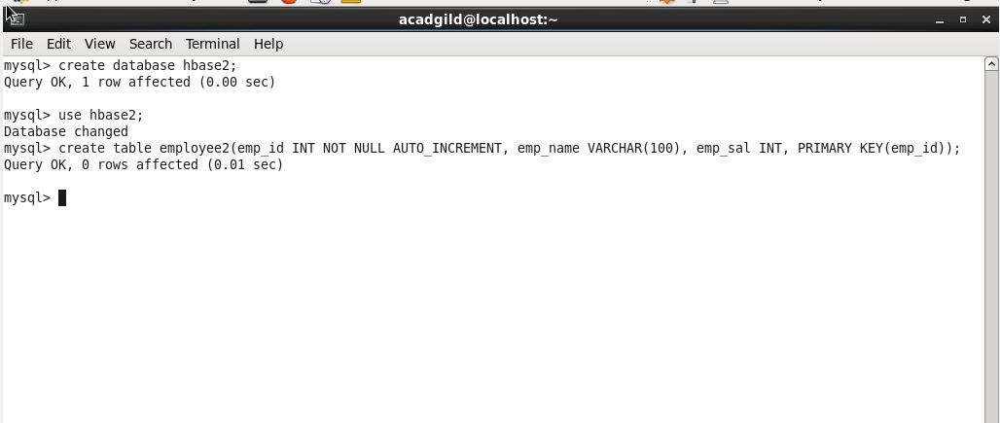 acadgild@localhost:~
File Edit View Search Terminal Help
mysql> create database hbase2;
Query OK, 1 row affected (0.00 sec)
mysql> use hbase2;
Database changed
mysql> create table employee2(emp_id INT NOT NULL AUTO_INCREMENT, emp_name VARCHAR(100), emp_sal INT, PRIMARY KEY(emp_id));
Query OK, 0 rows affected (0.01 sec)
mysql>